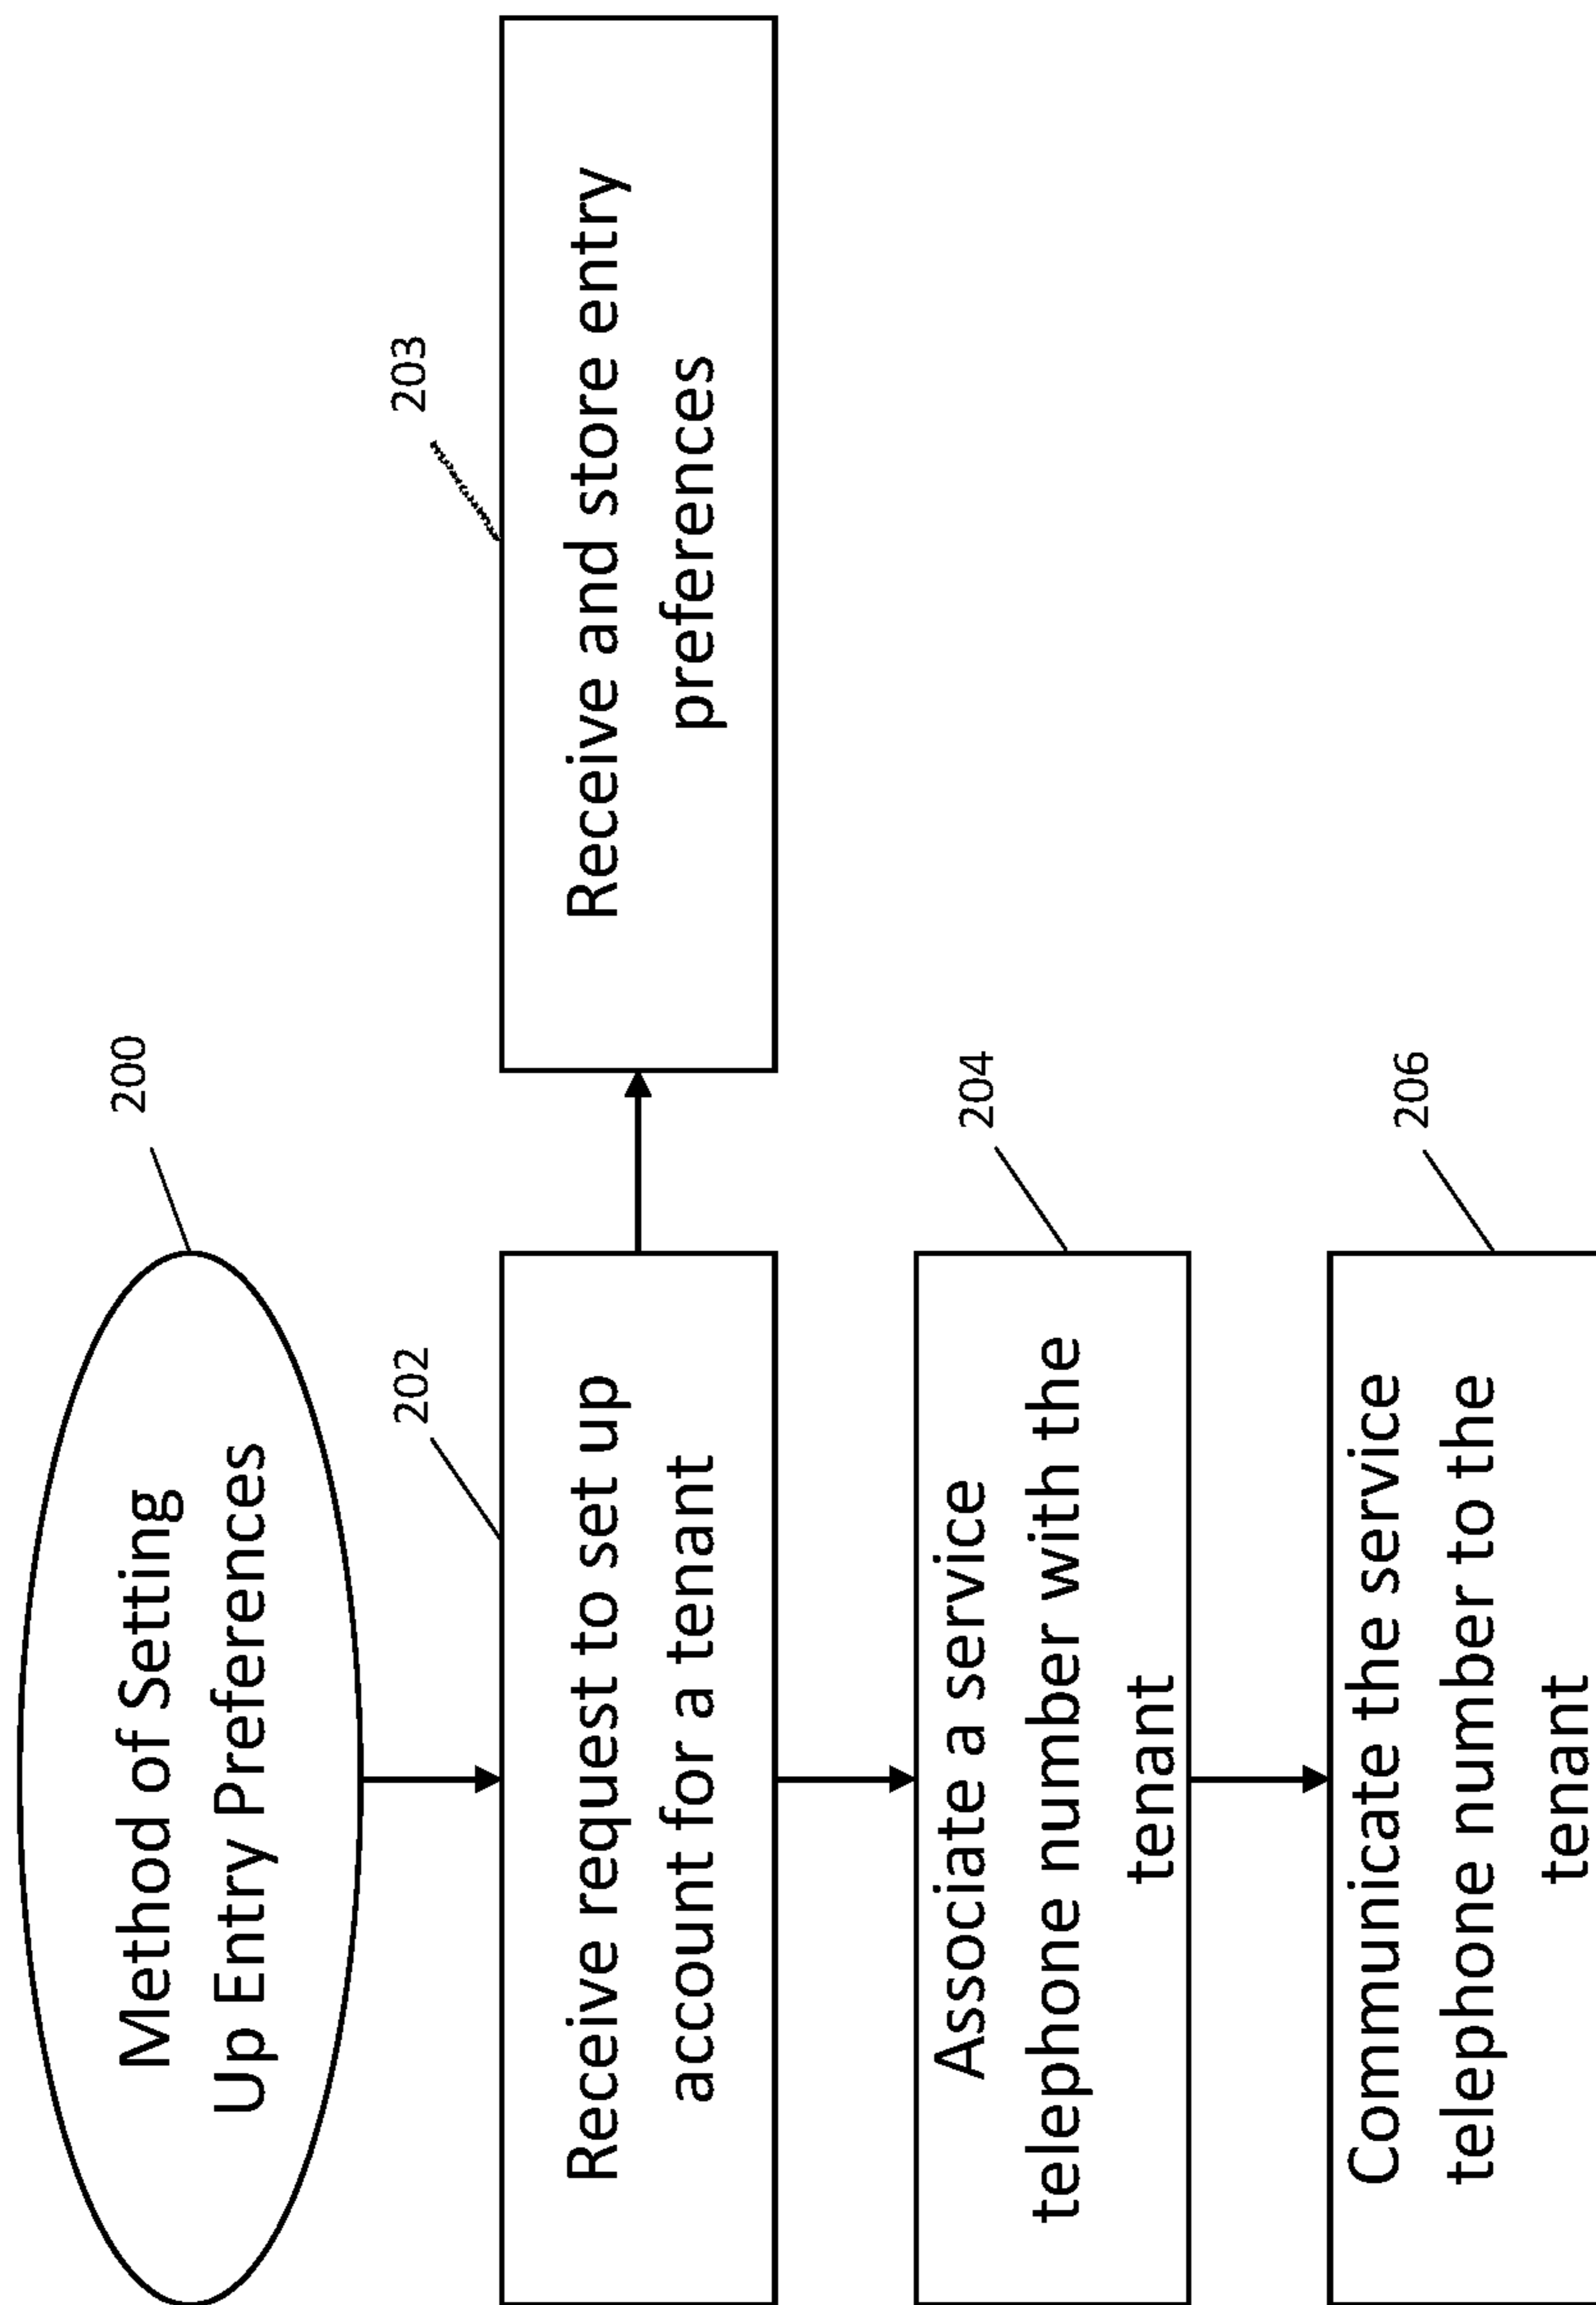 200
Method of Setting
Up Entry Preferences
202
Receive request to set up
account for a tenant
203
Receive and store entry
preferences
204
Associate a service
telephone number with the
tenant
206
Communicate the service
telephone number to the
tenant